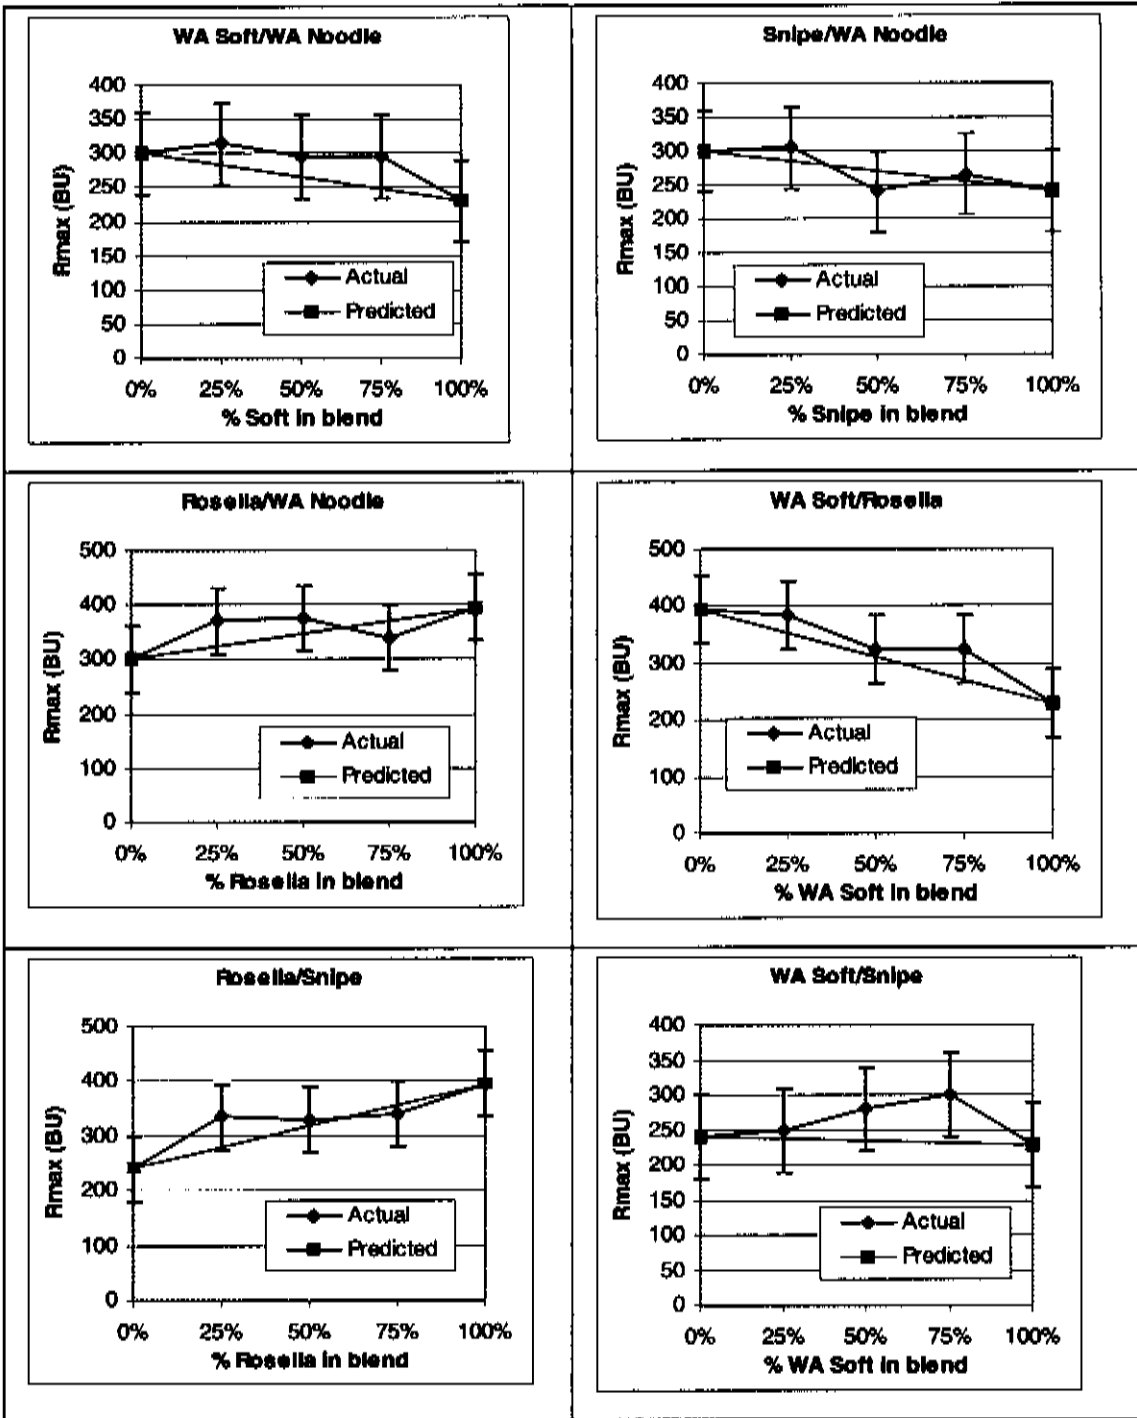 WA Soft/WA Noodle
400
350
300
250
200
150
100
50
0
Rmax (BU)
Actual
Predicted
0% 25% 50% 75% 100%
% Soft in blend
Snipe/WA Noodle
400
350
300
250
200
150
100
50
0
Rmax (BU)
Actual
Predicted
0% 25% 50% 75% 100%
% Snipe in blend
Rosella/WA Noodle
500
400
300
200
100
0
Rmax (BU)
Actual
Predicted
0% 25% 50% 75% 100%
% Rosella in blend
WA Soft/Rosella
500
400
300
200
100
0
Rmax (BU)
Actual
Predicted
0% 25% 50% 75% 100%
% WA Soft in blend
Rosella/Snipe
500
400
300
200
100
0
Rmax (BU)
Actual
Predicted
0% 25% 50% 75% 100%
% Rosella in blend
WA Soft/Snipe
400
350
300
250
200
150
100
50
0
Rmax (BU)
Actual
Predicted
0% 25% 50% 75% 100%
% WA Soft in blend